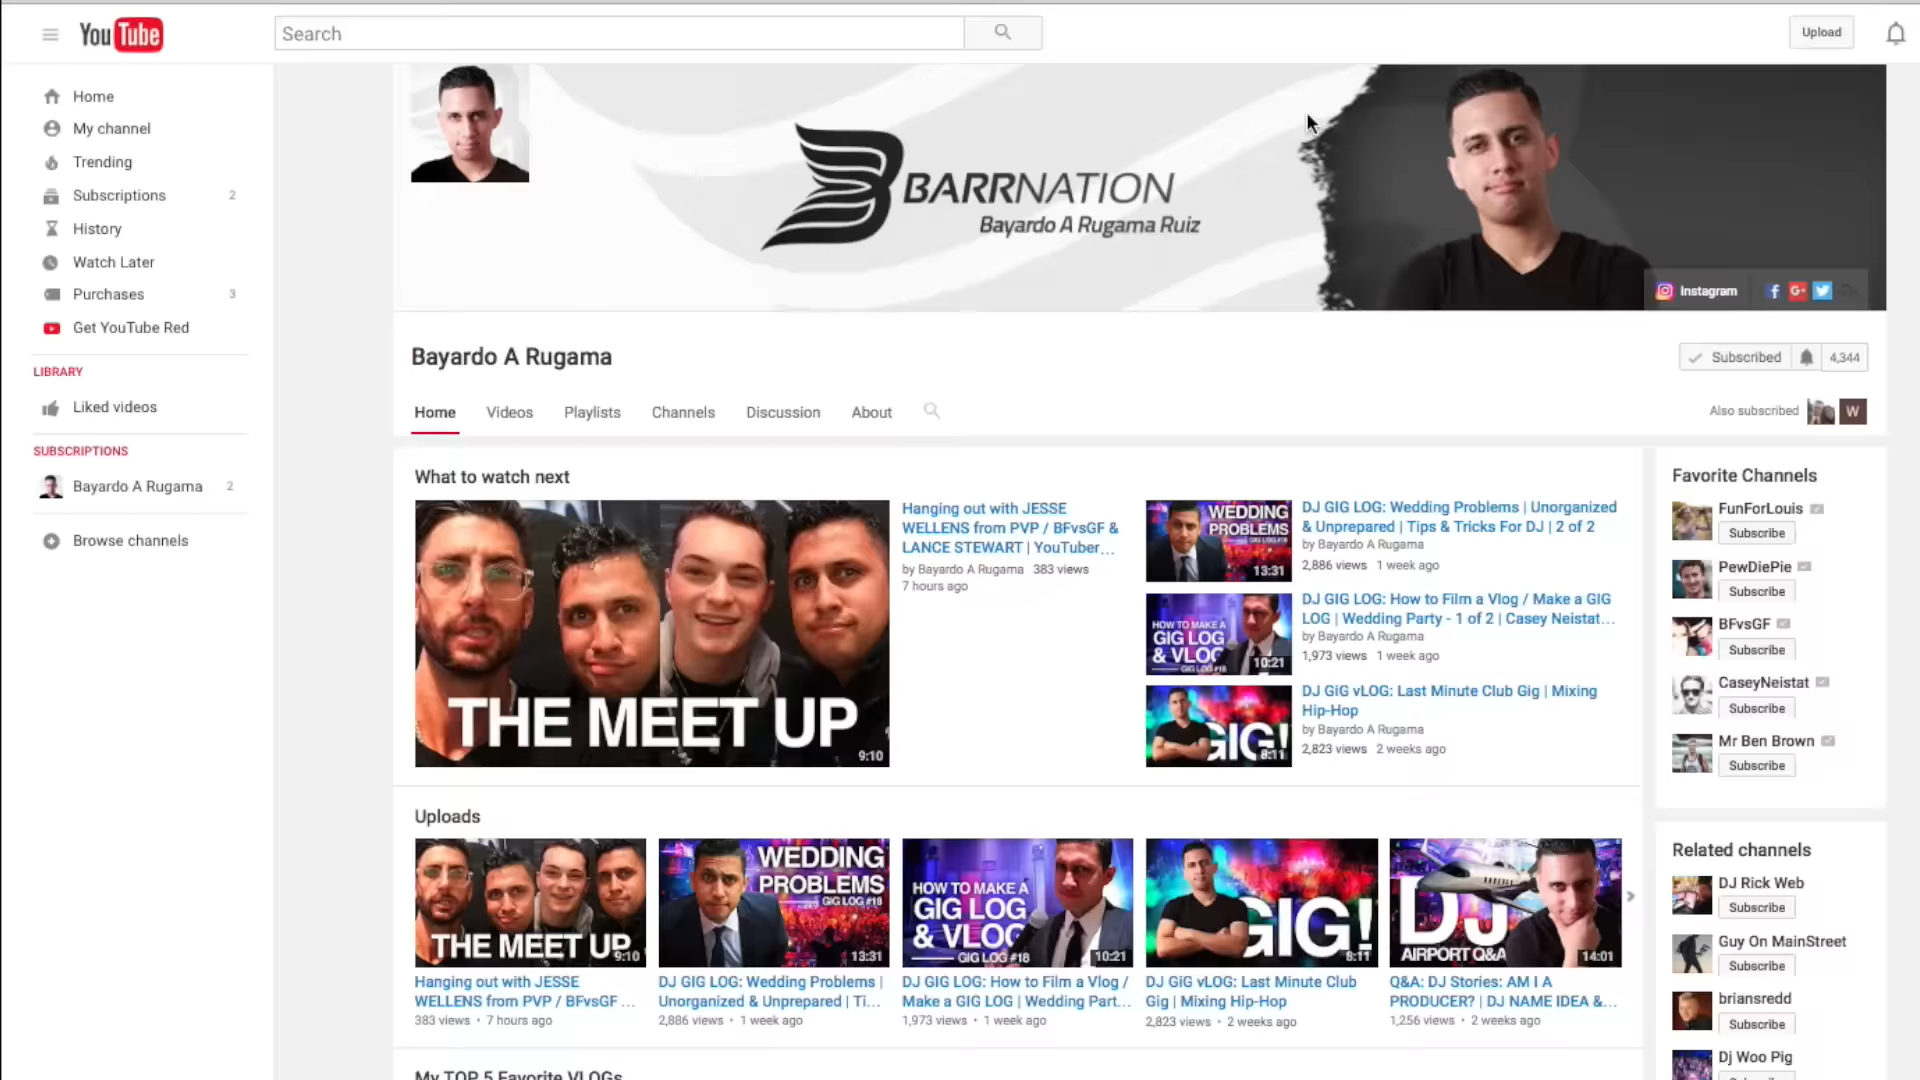 YouTube
Search
Upload
Home
My channel
Trending
Subscriptions 2
History
Watch Later
Purchases 3
Get YouTube Red
LIBRARY
Liked videos
SUBSCRIPTIONS
Bayardo A Rugama 2
Browse channels
BARRNATION
Bayardo A Rugama Ruiz
Instagram
Bayardo A Rugama
Subscribed 4,344
Home Videos Playlists Channels Discussion About
Also subscribed W
What to watch next
THE MEET UP
9:10
Hanging out with JESSE
WELLENS from PVP / BFvsGF &
LANCE STEWART | YouTuber...
by Bayardo A Rugama 383 views
7 hours ago
WEDDING
PROBLEMS
GIG LOG #18
13:31
DJ GIG LOG: Wedding Problems | Unorganized
& Unprepared | Tips & Tricks For DJ | 2 of 2
by Bayardo A Rugama
2,886 views 1 week ago
HOW TO MAKE A
GIG LOG
& VLOG
GIG LOG #18
10:21
DJ GIG LOG: How to Film a Vlog / Make a GIG
LOG | Wedding Party - 1 of 2 | Casey Neistat...
by Bayardo A Rugama
1,973 views 1 week ago
GIG!
8:11
DJ GiG vLOG: Last Minute Club Gig | Mixing
Hip-Hop
by Bayardo A Rugama
2,823 views 2 weeks ago
Uploads
THE MEET UP
9:10
Hanging out with JESSE
WELLENS from PVP / BFvsGF ...
383 views • 7 hours ago
WEDDING
PROBLEMS
GIG LOG #18
13:31
DJ GIG LOG: Wedding Problems |
Unorganized & Unprepared | Ti...
2,886 views • 1 week ago
HOW TO MAKE A
GIG LOG
& VLOG
GIG LOG #18
10:21
DJ GIG LOG: How to Film a Vlog /
Make a GIG LOG | Wedding Part...
1,973 views • 1 week ago
GIG!
8:11
DJ GiG vLOG: Last Minute Club
Gig | Mixing Hip-Hop
2,823 views • 2 weeks ago
DJ
AIRPORT Q&A
14:01
Q&A: DJ Stories: AM I A
PRODUCER? | DJ NAME IDEA &...
1,256 views • 2 weeks ago
My TOP 5 Favorite VLOGs
Favorite Channels
FunForLouis
Subscribe
PewDiePie
Subscribe
BFvsGF
Subscribe
CaseyNeistat
Subscribe
Mr Ben Brown
Subscribe
Related channels
DJ Rick Web
Subscribe
Guy On MainStreet
Subscribe
briansredd
Subscribe
Dj Woo Pig